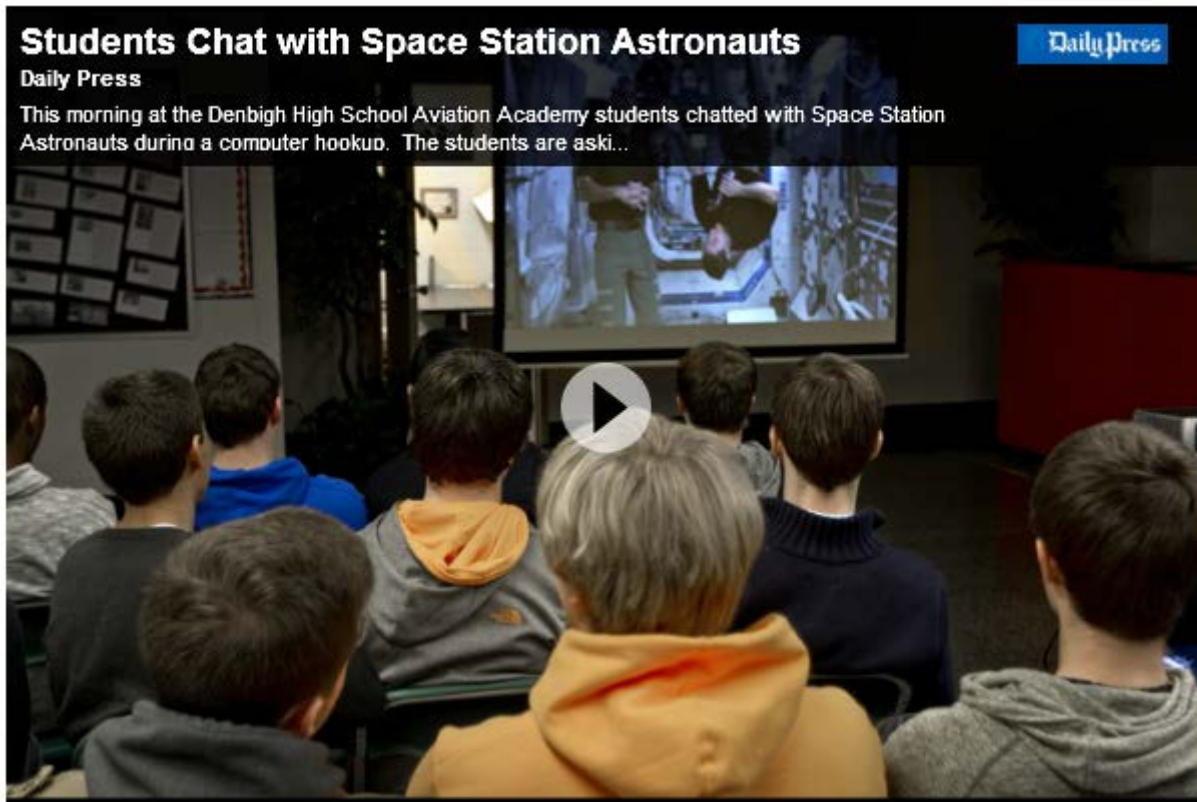 Students Chat with Space Station Astronauts
Daily Press
Daily Press
This morning at the Denbigh High School Aviation Academy students chatted with Space Station
Astronauts during a computer hookup.  The students are aski...